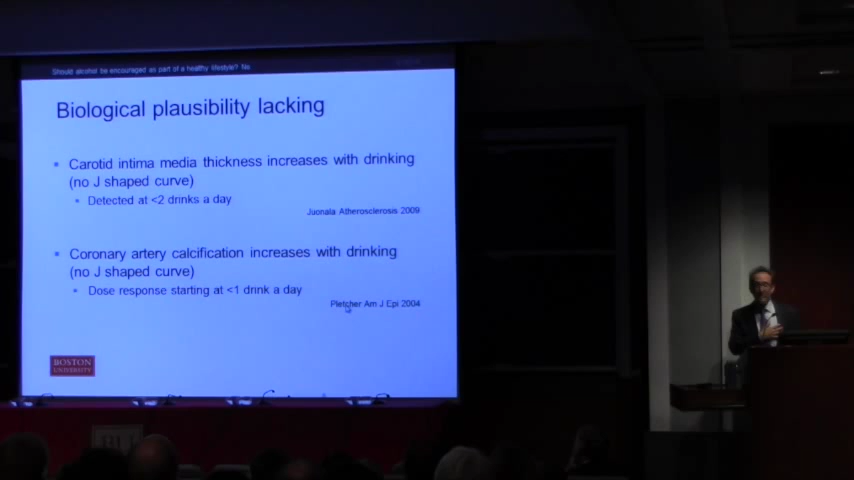 Should alcohol be encouraged as part of a healthy lifestyle? No.
Biological plausibility lacking
Carotid intima media thickness increases with drinking
(no J shaped curve)
Detected at <2 drinks a day
Juonala Atherosclerosis 2009
Coronary artery calcification increases with drinking
(no J shaped curve)
Dose response starting at <1 drink a day
Pletcher Am J Epi 2004
BOSTON
UNIVERSITY
BU